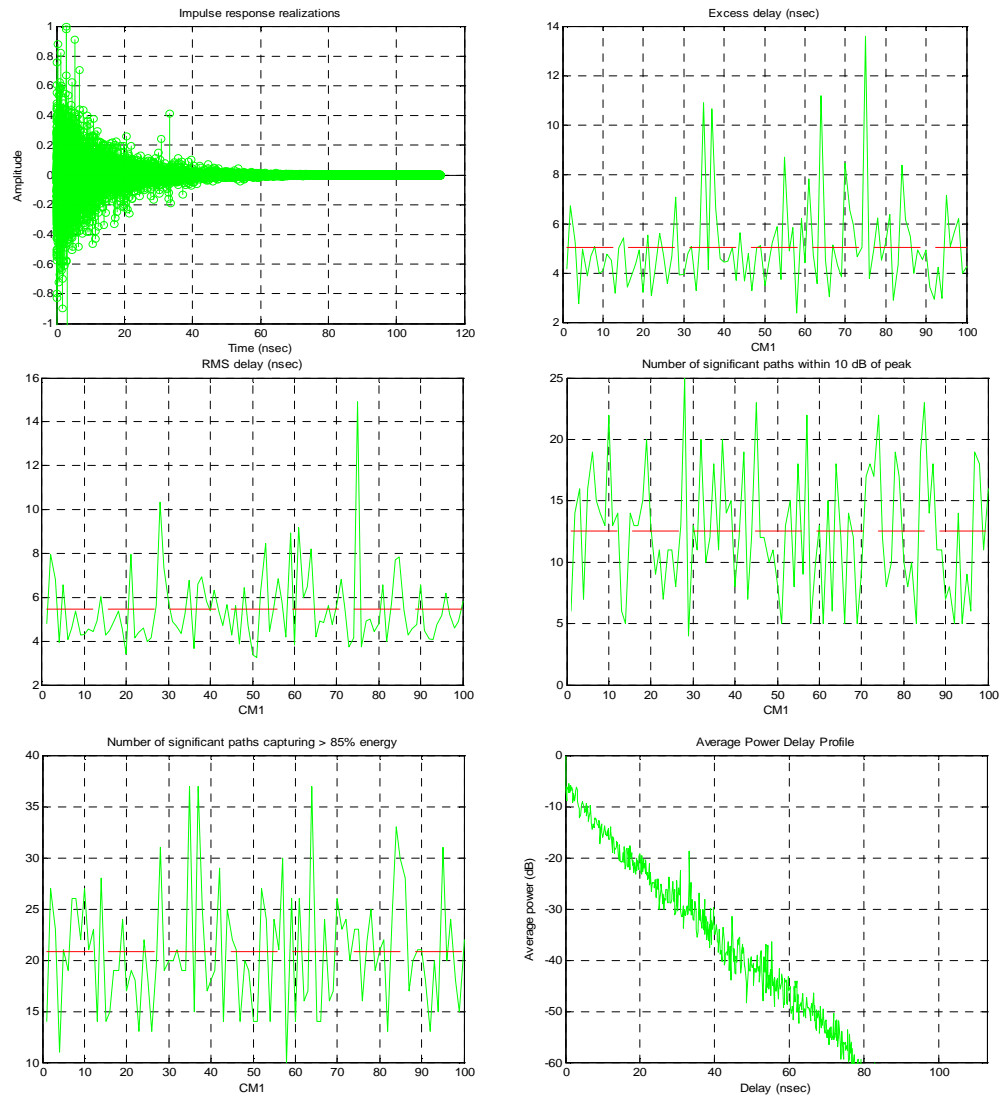 Impulse response realizations
1
0.8
0.6
0.4
0.2
0
-0.2
-0.4
-0.6
-0.8
-1
Amplitude
0 20 40 60 80 100 120
Time (nsec)
Excess delay (nsec)
14
12
10
8
6
4
2
0 10 20 30 40 50 60 70 80 90 100
CM1
RMS delay (nsec)
16
14
12
10
8
6
4
2
0 10 20 30 40 50 60 70 80 90 100
CM1
Number of significant paths within 10 dB of peak
25
20
15
10
5
0
0 10 20 30 40 50 60 70 80 90 100
CM1
Number of significant paths capturing > 85% energy
40
35
30
25
20
15
10
0 10 20 30 40 50 60 70 80 90 100
CM1
Average Power Delay Profile
0
-10
-20
-30
-40
-50
-60
Average power (dB)
0 20 40 60 80 100
Delay (nsec)